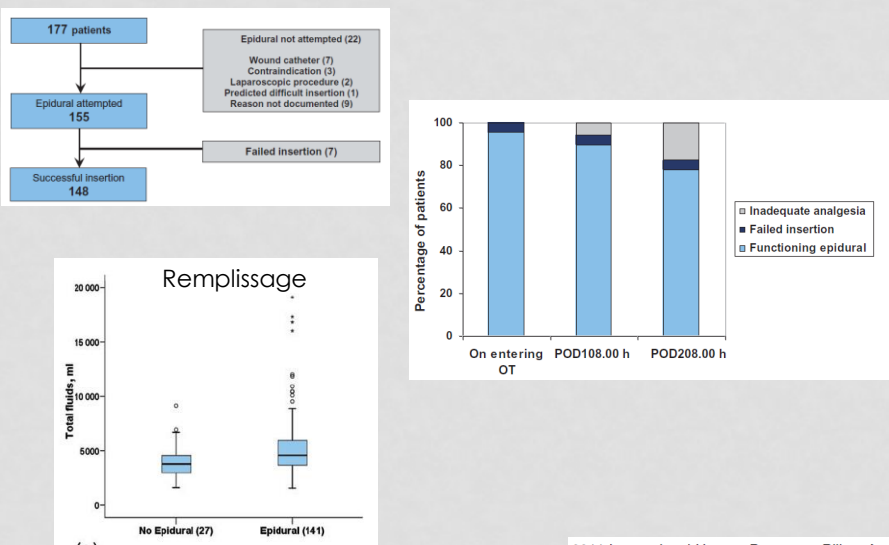 177 patients
Epidural not attempted (22)
Wound catheter (7)
Contraindication (3)
Laparoscopic procedure (2)
Predicted difficult insertion (1)
Reason not documented (9)
Epidural attempted
155
Failed insertion (7)
Successful insertion
148
100
80
60
40
20
0
Percentage of patients
On entering POD108.00 h POD208.00 h
OT
Inadequate analgesia
Failed insertion
Functioning epidural
Remplissage
20 000
15 000
10 000
5000
0
Total fluids, ml
No Epidural (27) Epidural (141)